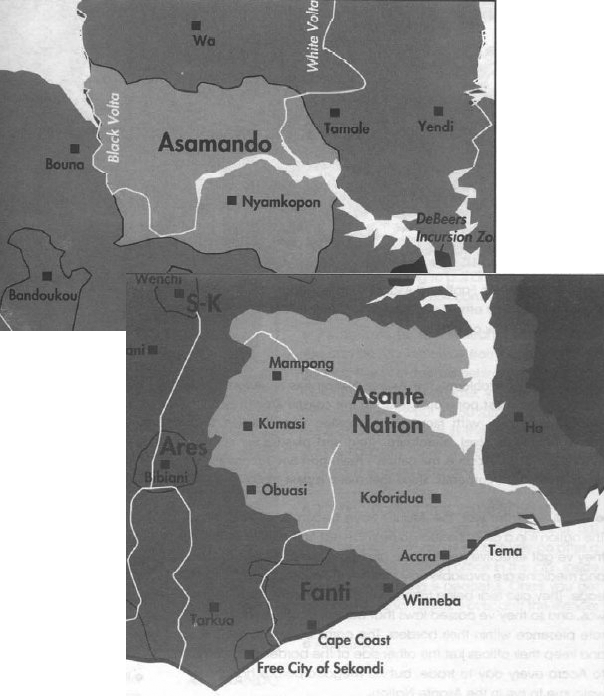 Wa
White Volta
Black Volta
Asamando
Tamale
Yendi
Bouna
Nyamkopon
DeBeers
Incursion Zo
Bandoukou
Wenchi
S-K
ani
Mampong
Asante
Nation
Kumasi
Ho
Ares
Bibiani
Obuasi
Koforidua
Accra
Tema
Fanti
Winneba
Tarkua
Cape Coast
Free City of Sekondi